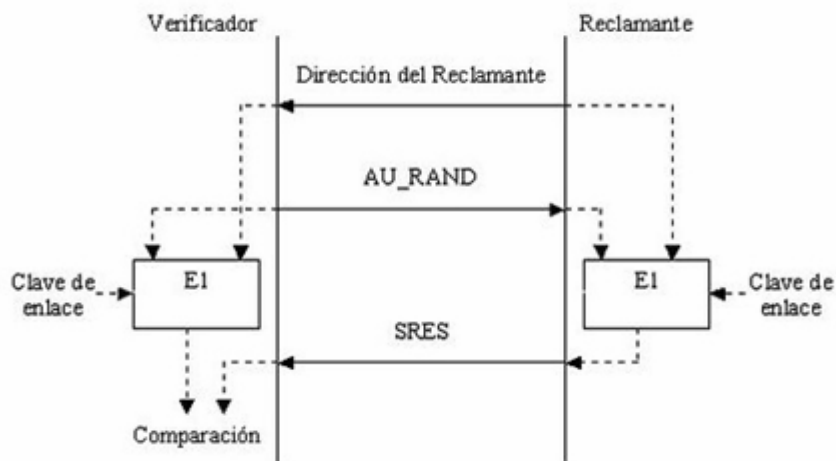 Verificador
Reclamante
Dirección del Reclamante
AU_RAND
E1
E1
Clave de
enlace
Clave de
enlace
SRES
Comparación